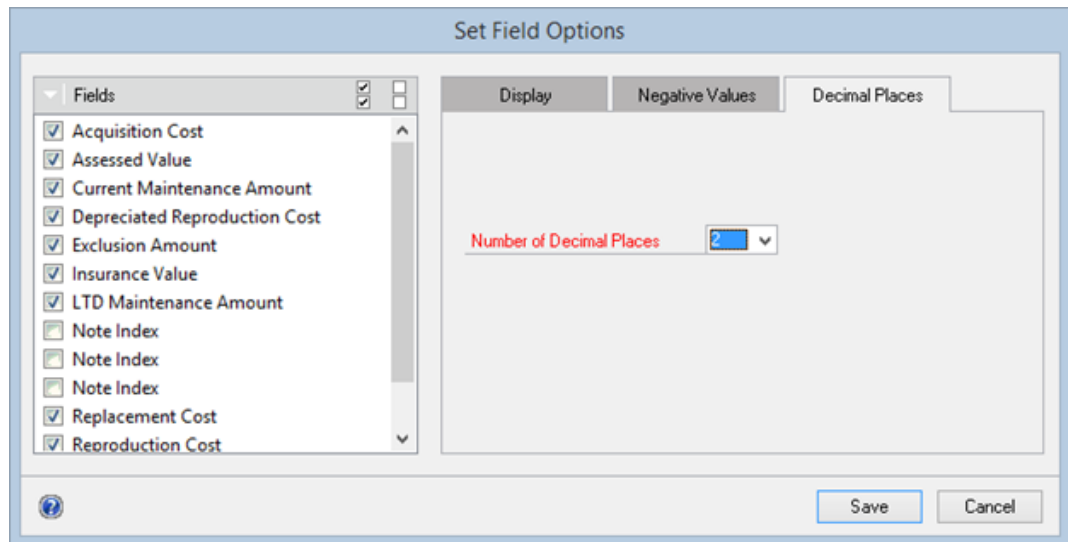 Set Field Options
Fields
Acquisition Cost
Assessed Value
Current Maintenance Amount
Depreciated Reproduction Cost
Exclusion Amount
Insurance Value
LTD Maintenance Amount
Note Index
Note Index
Note Index
Replacement Cost
Reproduction Cost
Display Negative Values Decimal Places
Number of Decimal Places 2
?
Save Cancel